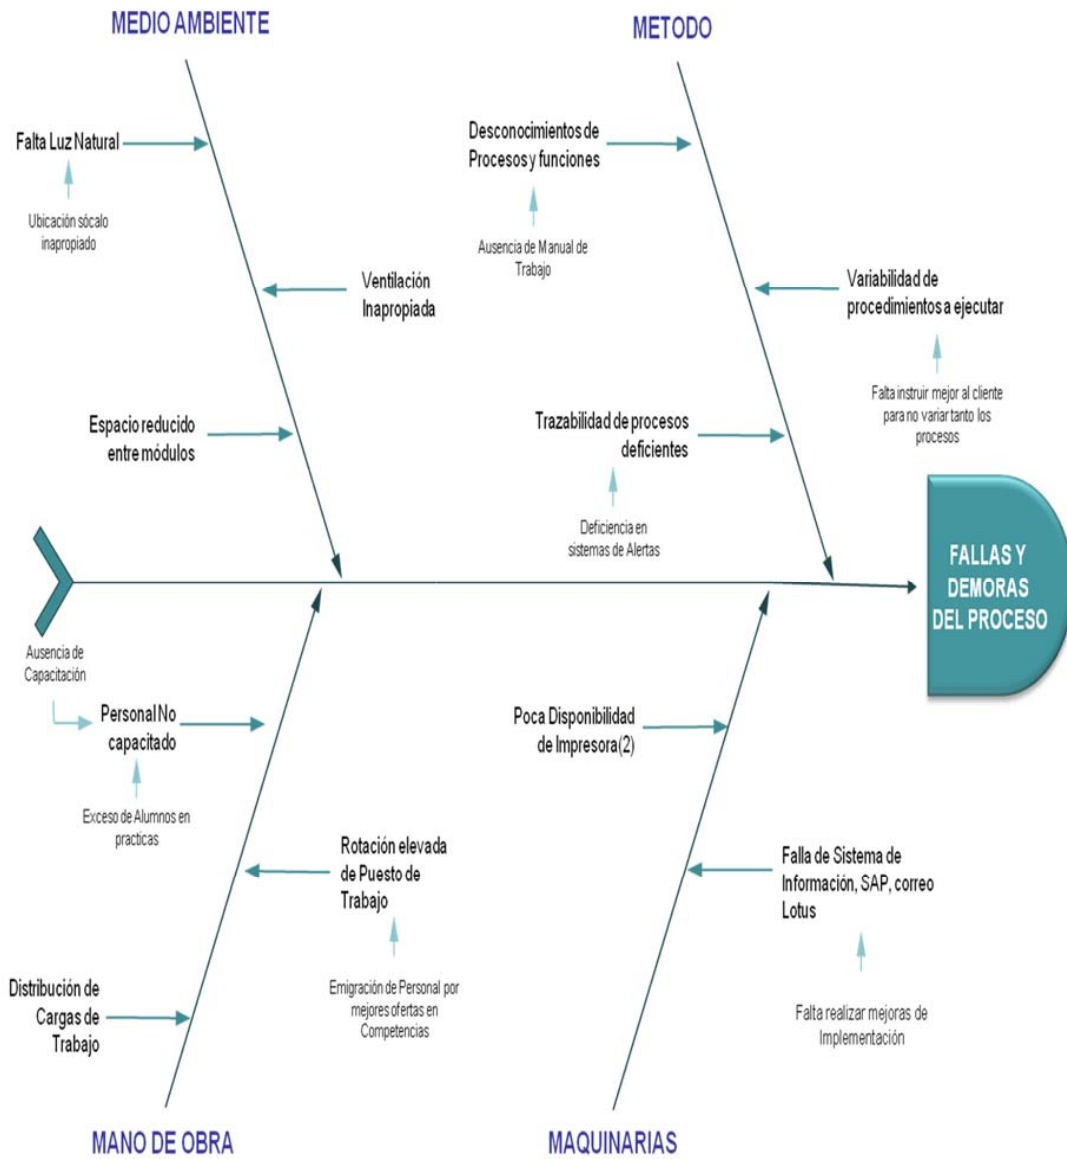 MEDIO AMBIENTE
METODO
Falta Luz Natural
Ubicación sócalo
inapropiado
Ventilación
Inapropiada
Espacio reducido
entre módulos
Desconocimientos de
Procesos y funciones
Ausencia de Manual de
Trabajo
Variabilidad de
procedimientos a ejecutar
Falta instruir mejor al cliente
para no variar tanto los
procesos
Trazabilidad de procesos
deficientes
Deficiencia en
sistemas de Alertas
FALLAS Y
DEMORAS
DEL PROCESO
Ausencia de
Capacitación
Personal No
capacitado
Exceso de Alumnos en
practicas
Rotación elevada
de Puesto de
Trabajo
Emigración de Personal por
mejores ofertas en
Competencias
Distribución de
Cargas de
Trabajo
Poca Disponibilidad
de Impresora(2)
Falla de Sistema de
Información, SAP, correo
Lotus
Falta realizar mejoras de
Implementación
MANO DE OBRA
MAQUINARIAS